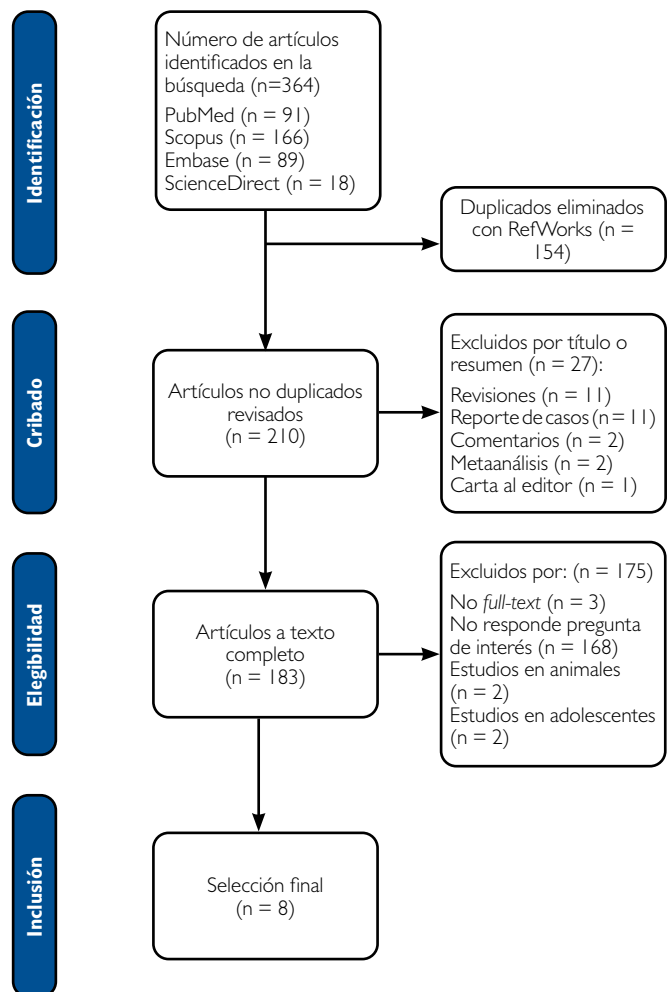 Identificación
Número de artículos
identificados en la
búsqueda (n=364)
PubMed (n = 91)
Scopus (n = 166)
Embase (n = 89)
ScienceDirect (n = 18)
Duplicados eliminados
con RefWorks (n =
154)
Cribado
Artículos no duplicados
revisados
(n = 210)
Excluidos por título o
resumen (n = 27):
Revisiones (n = 11)
Reporte de casos (n = 11)
Comentarios (n = 2)
Metaanálisis (n = 2)
Carta al editor (n = 1)
Elegibilidad
Artículos a texto
completo
(n = 183)
Excluidos por: (n = 175)
No full-text (n = 3)
No responde pregunta
de interés (n = 168)
Estudios en animales
(n = 2)
Estudios en adolescentes
(n = 2)
Inclusión
Selección final
(n = 8)